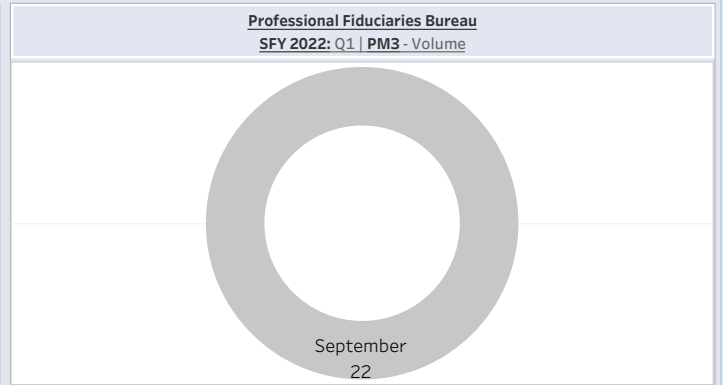 Professional Fiduciaries Bureau
SFY 2022: Q1 | PM3 - Volume
September
22